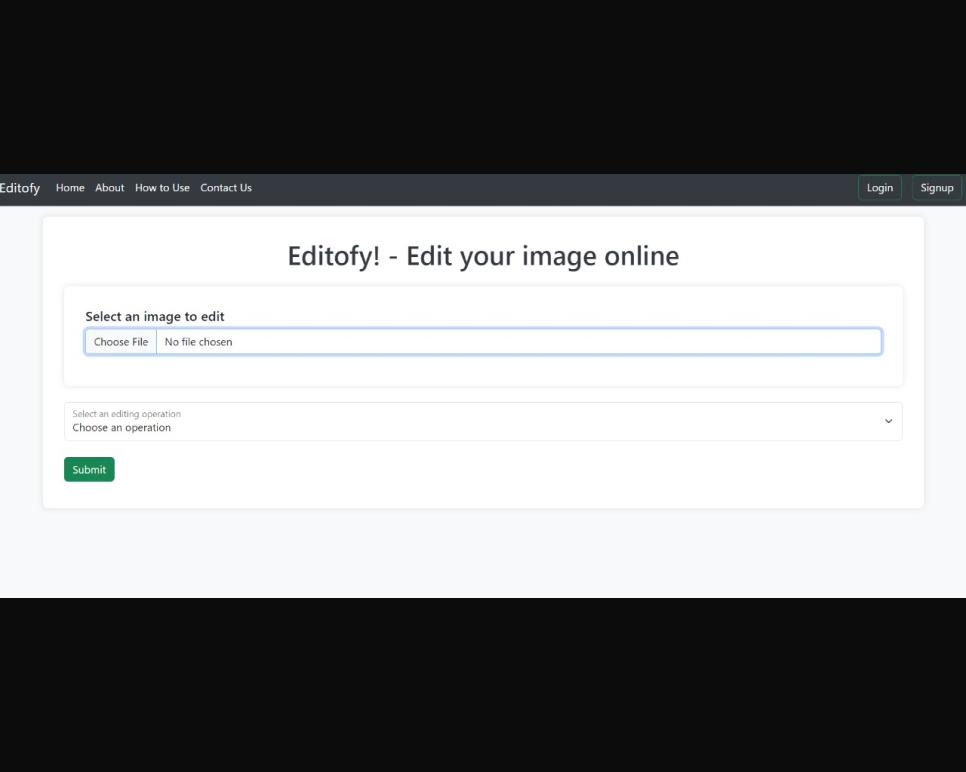 Editofy Home About How to Use Contact Us Login Signup
Editofy! - Edit your image online
Select an image to edit
Choose File No file chosen
Select an editing operation
Choose an operation
Submit